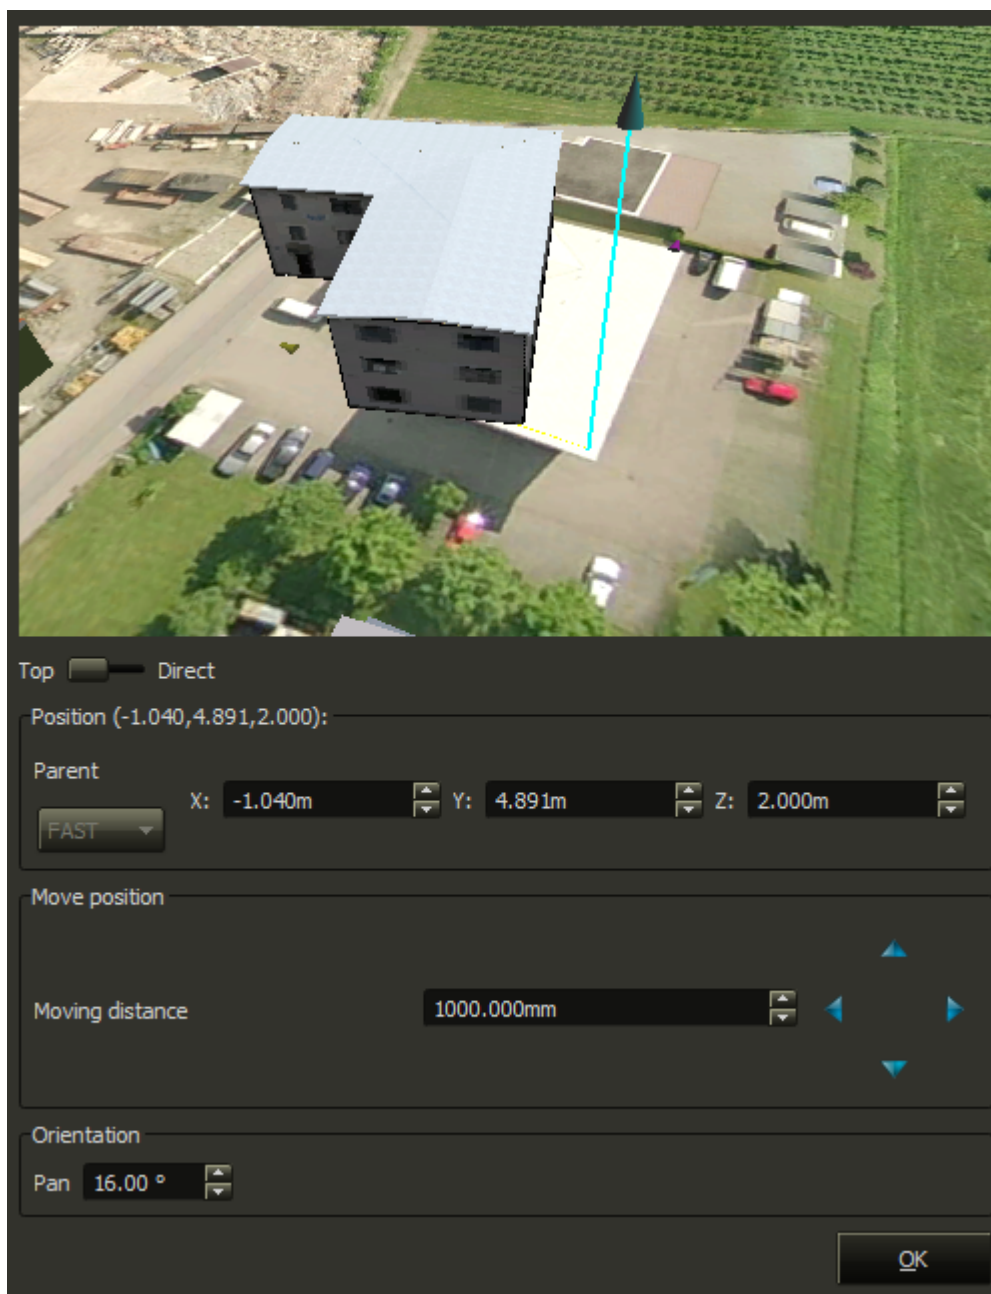 Top Direct
Position (-1.040,4.891,2.000):
Parent
FAST X: -1.040m Y: 4.891m Z: 2.000m
Move position
Moving distance 1000.000mm
Orientation
Pan 16.00 °
OK